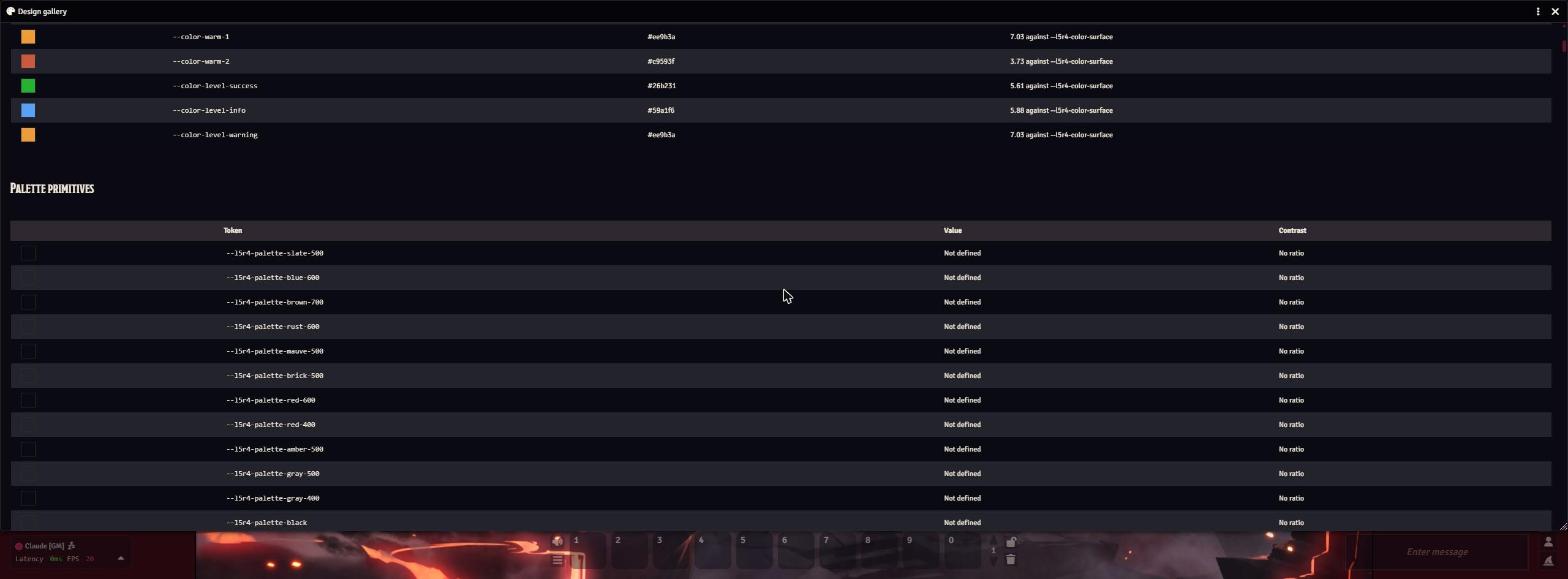 Design gallery
--color-warm-1 #ee9b3a 7.03 against --l5r4-color-surface
--color-warm-2 #c9593f 3.73 against --l5r4-color-surface
--color-level-success #26b231 5.61 against --l5r4-color-surface
--color-level-info #59a1f6 5.88 against --l5r4-color-surface
--color-level-warning #ee9b3a 7.03 against --l5r4-color-surface
Palette primitives
Token Value Contrast
--l5r4-palette-slate-500 Not defined No ratio
--l5r4-palette-blue-600 Not defined No ratio
--l5r4-palette-brown-700 Not defined No ratio
--l5r4-palette-rust-600 Not defined No ratio
--l5r4-palette-mauve-500 Not defined No ratio
--l5r4-palette-brick-500 Not defined No ratio
--l5r4-palette-red-600 Not defined No ratio
--l5r4-palette-red-400 Not defined No ratio
--l5r4-palette-amber-500 Not defined No ratio
--l5r4-palette-gray-500 Not defined No ratio
--l5r4-palette-gray-400 Not defined No ratio
--l5r4-palette-black Not defined No ratio
Claude [GM]
Latency 0ms FPS 20
1 2 3 4 5 6 7 8 9 0
1
Enter message